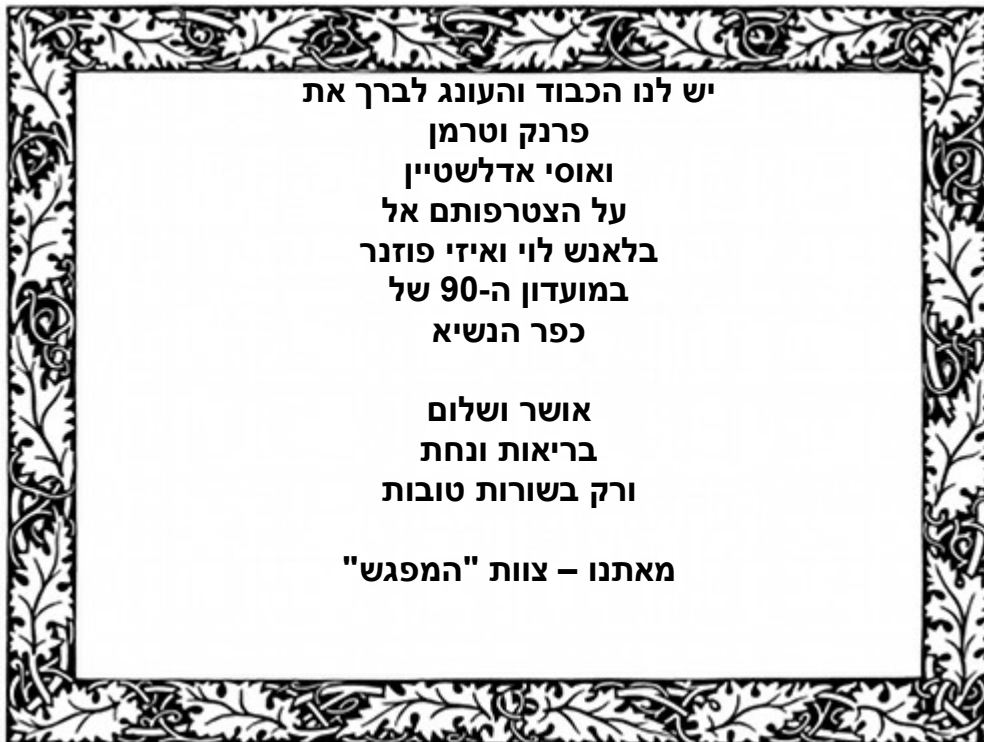 יש לנו הכבוד והעונג לברך את
פרנק וטרמן
ואוסי אדלשטיין
על הצטרפותם אל
בלאנש לוי ואיזי פוזנר
במועדון ה-90 של
כפר הנשיא
אושר ושלום
בריאות ונחת
ורק בשורות טובות
מאתנו – צוות "המפגש"